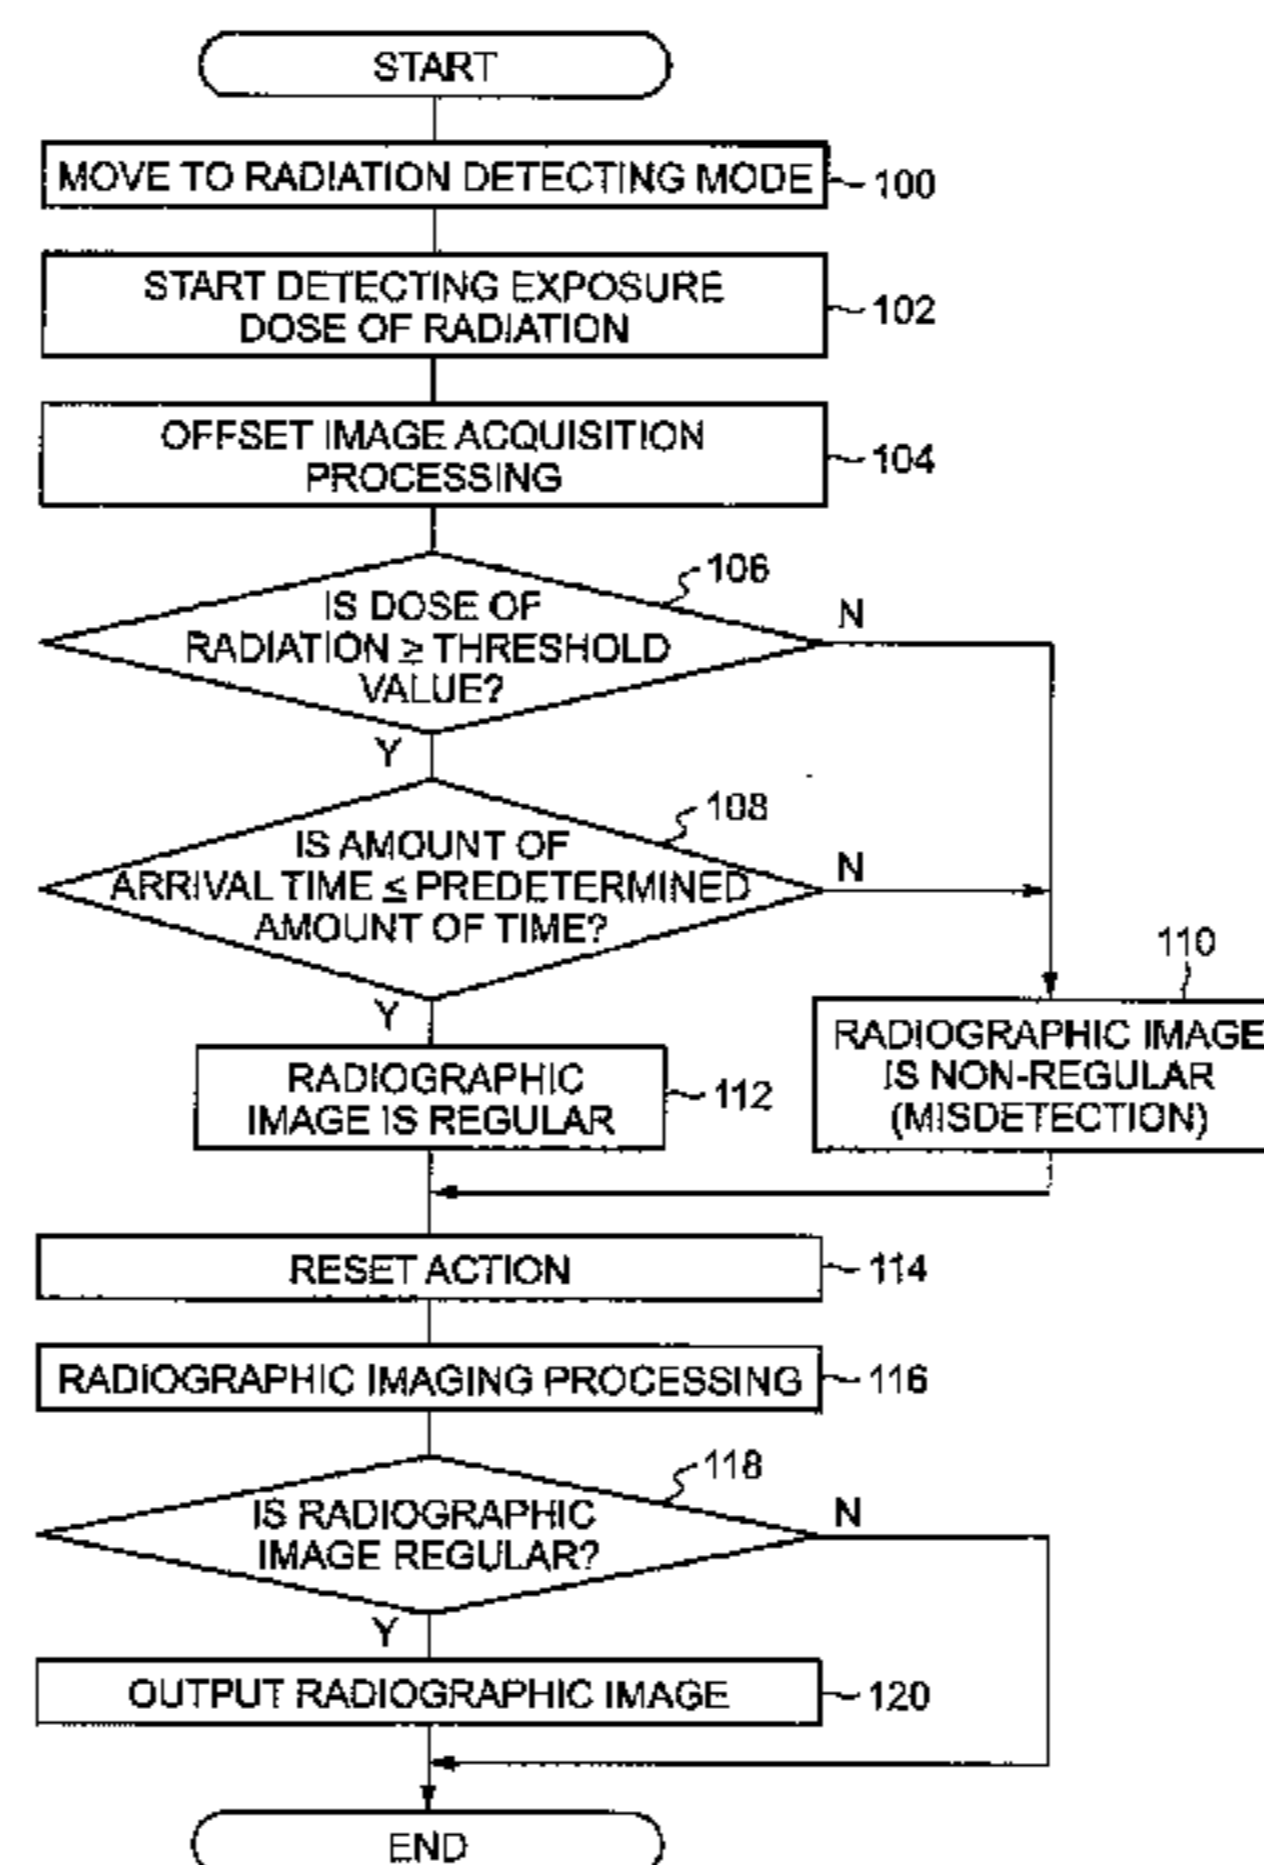 START
MOVE TO RADIATION DETECTING MODE
100
START DETECTING EXPOSURE
DOSE OF RADIATION
102
OFFSET IMAGE ACQUISITION
PROCESSING
104
106
IS DOSE OF
RADIATION ≥ THRESHOLD
VALUE?
N
Y
108
IS AMOUNT OF
ARRIVAL TIME ≤ PREDETERMINED
AMOUNT OF TIME?
N
Y
110
RADIOGRAPHIC IMAGE
IS NON-REGULAR
(MISDETECTION)
RADIOGRAPHIC
IMAGE IS REGULAR
112
RESET ACTION
114
RADIOGRAPHIC IMAGING PROCESSING
116
118
IS RADIOGRAPHIC
IMAGE REGULAR?
N
Y
OUTPUT RADIOGRAPHIC IMAGE
120
END